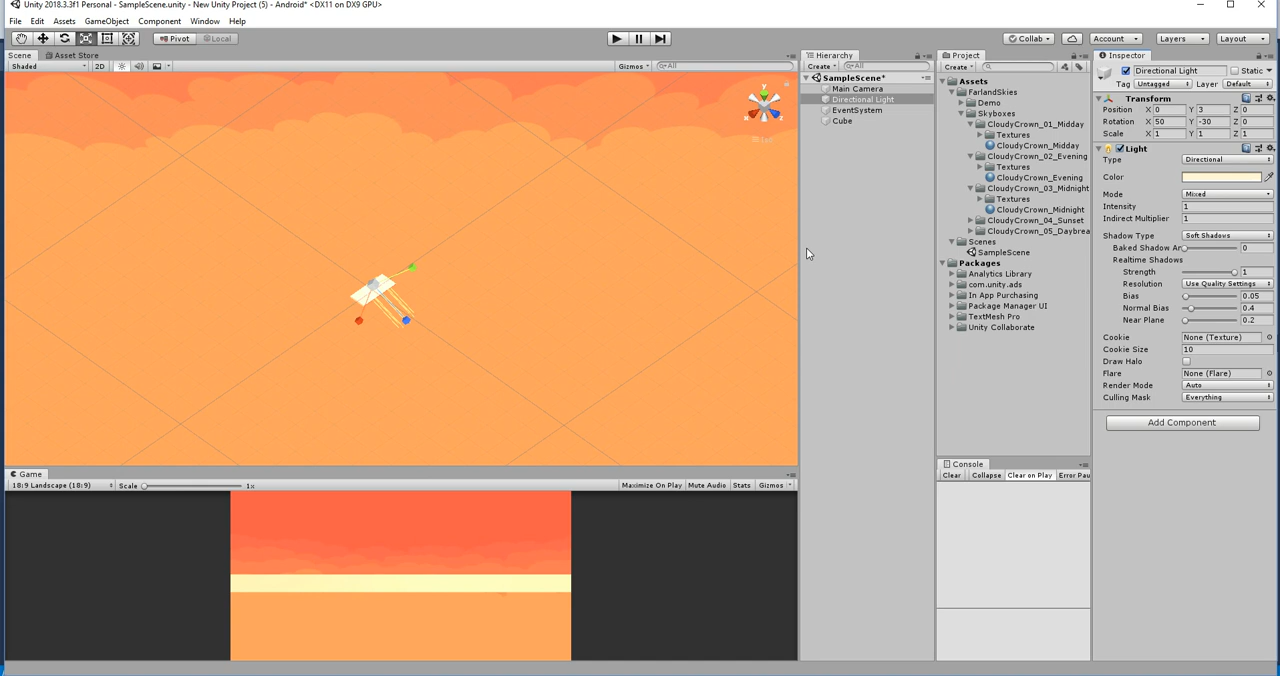 Unity 2018.3.3f1 Personal - SampleScene.unity - New Unity Project (5) - Android* <DX11 on DX9 GPU>
File Edit Assets GameObject Component Window Help
Pivot Local Collab Account Layers Layout
Scene Asset Store
Shaded 2D Gizmos All
Game
18:9 Landscape (18:9) Scale 1x Maximize On Play Mute Audio Stats Gizmos
Hierarchy
Create All
SampleScene*
Main Camera
Directional Light
EventSystem
Cube
Project
Create
Assets
FarlandSkies
Demo
Skyboxes
CloudyCrown_01_Midday
Textures
CloudyCrown_Midday
CloudyCrown_02_Evening
Textures
CloudyCrown_Evening
CloudyCrown_03_Midnight
Textures
CloudyCrown_Midnight
CloudyCrown_04_Sunset
CloudyCrown_05_Daybrea
Scenes
SampleScene
Packages
Analytics Library
com.unity.ads
In App Purchasing
Package Manager UI
TextMesh Pro
Unity Collaborate
Console
Clear Collapse Clear on Play Error Pau
Inspector
Directional Light Static
Tag Untagged Layer Default
Transform
Position X 0 Y 3 Z 0
Rotation X 50 Y -30 Z 0
Scale X 1 Y 1 Z 1
Light
Type Directional
Color
Mode Mixed
Intensity 1
Indirect Multiplier 1
Shadow Type Soft Shadows
Baked Shadow Ar 0
Realtime Shadows
Strength 1
Resolution Use Quality Settings
Bias 0.05
Normal Bias 0.4
Near Plane 0.2
Cookie None (Texture)
Cookie Size 10
Draw Halo
Flare None (Flare)
Render Mode Auto
Culling Mask Everything
Add Component